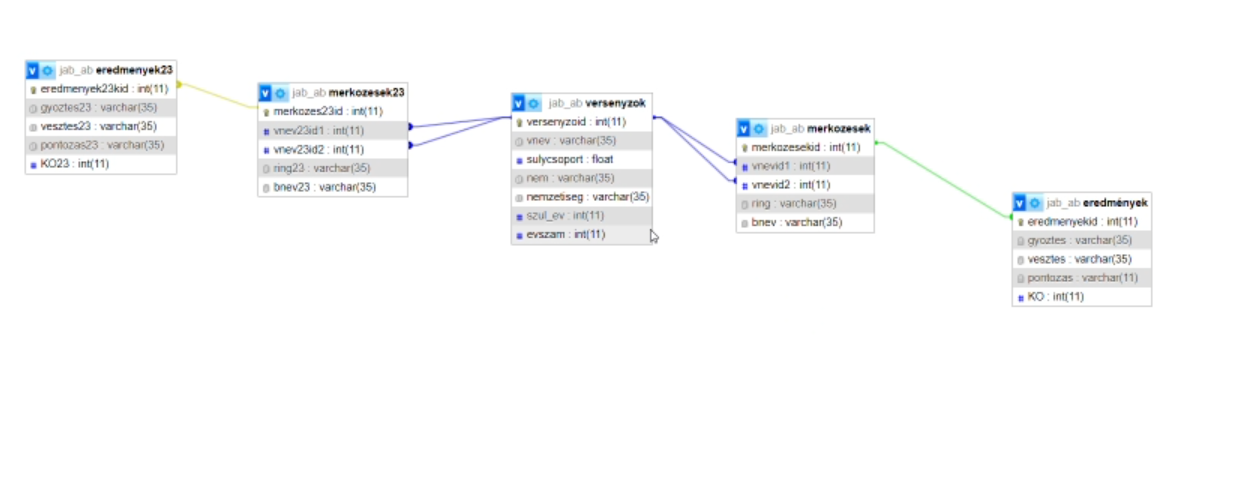 jab_ab eredmenyek23
eredmenyek23kid : int(11)
gyoztes23 : varchar(35)
vesztes23 : varchar(35)
pontozas23 : varchar(35)
KO23 : int(11)
jab_ab merkozesek23
merkozes23id : int(11)
vnev23id1 : int(11)
vnev23id2 : int(11)
ring23 : varchar(35)
bnev23 : varchar(35)
jab_ab versenyzok
versenyzoid : int(11)
vnev : varchar(35)
sulycsoport : float
nem : varchar(35)
nemzetiseg : varchar(35)
szul_ev : int(11)
evszam : int(11)
jab_ab merkozesek
merkozesekid : int(11)
vnevid1 : int(11)
vnevid2 : int(11)
ring : varchar(35)
bnev : varchar(35)
jab_ab eredmények
eredmenyekid : int(11)
gyoztes : varchar(35)
vesztes : varchar(35)
pontozas : varchar(11)
KO : int(11)